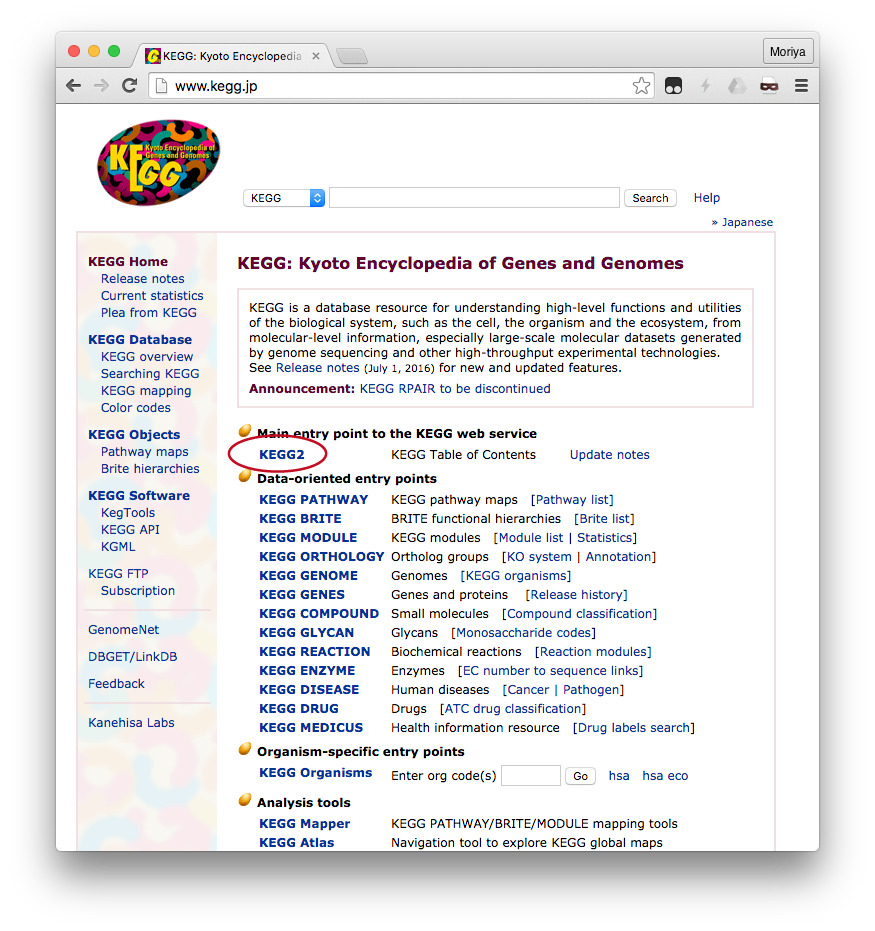 KEGG: Kyoto Encyclopedia
Moriya
www.kegg.jp
Kyoto Encyclopedia of
Genes and Genomes
KEGG
KEGG Search Help
» Japanese
KEGG Home
Release notes
Current statistics
Plea from KEGG
KEGG Database
KEGG overview
Searching KEGG
KEGG mapping
Color codes
KEGG Objects
Pathway maps
Brite hierarchies
KEGG Software
KegTools
KEGG API
KGML
KEGG FTP
Subscription
GenomeNet
DBGET/LinkDB
Feedback
Kanehisa Labs
KEGG: Kyoto Encyclopedia of Genes and Genomes
KEGG is a database resource for understanding high-level functions and utilities
of the biological system, such as the cell, the organism and the ecosystem, from
molecular-level information, especially large-scale molecular datasets generated
by genome sequencing and other high-throughput experimental technologies.
See Release notes (July 1, 2016) for new and updated features.
Announcement: KEGG RPAIR to be discontinued
Main entry point to the KEGG web service
KEGG2 KEGG Table of Contents Update notes
Data-oriented entry points
KEGG PATHWAY KEGG pathway maps [Pathway list]
KEGG BRITE BRITE functional hierarchies [Brite list]
KEGG MODULE KEGG modules [Module list | Statistics]
KEGG ORTHOLOGY Ortholog groups [KO system | Annotation]
KEGG GENOME Genomes [KEGG organisms]
KEGG GENES Genes and proteins [Release history]
KEGG COMPOUND Small molecules [Compound classification]
KEGG GLYCAN Glycans [Monosaccharide codes]
KEGG REACTION Biochemical reactions [Reaction modules]
KEGG ENZYME Enzymes [EC number to sequence links]
KEGG DISEASE Human diseases [Cancer | Pathogen]
KEGG DRUG Drugs [ATC drug classification]
KEGG MEDICUS Health information resource [Drug labels search]
Organism-specific entry points
KEGG Organisms Enter org code(s) Go hsa hsa eco
Analysis tools
KEGG Mapper KEGG PATHWAY/BRITE/MODULE mapping tools
KEGG Atlas Navigation tool to explore KEGG global maps